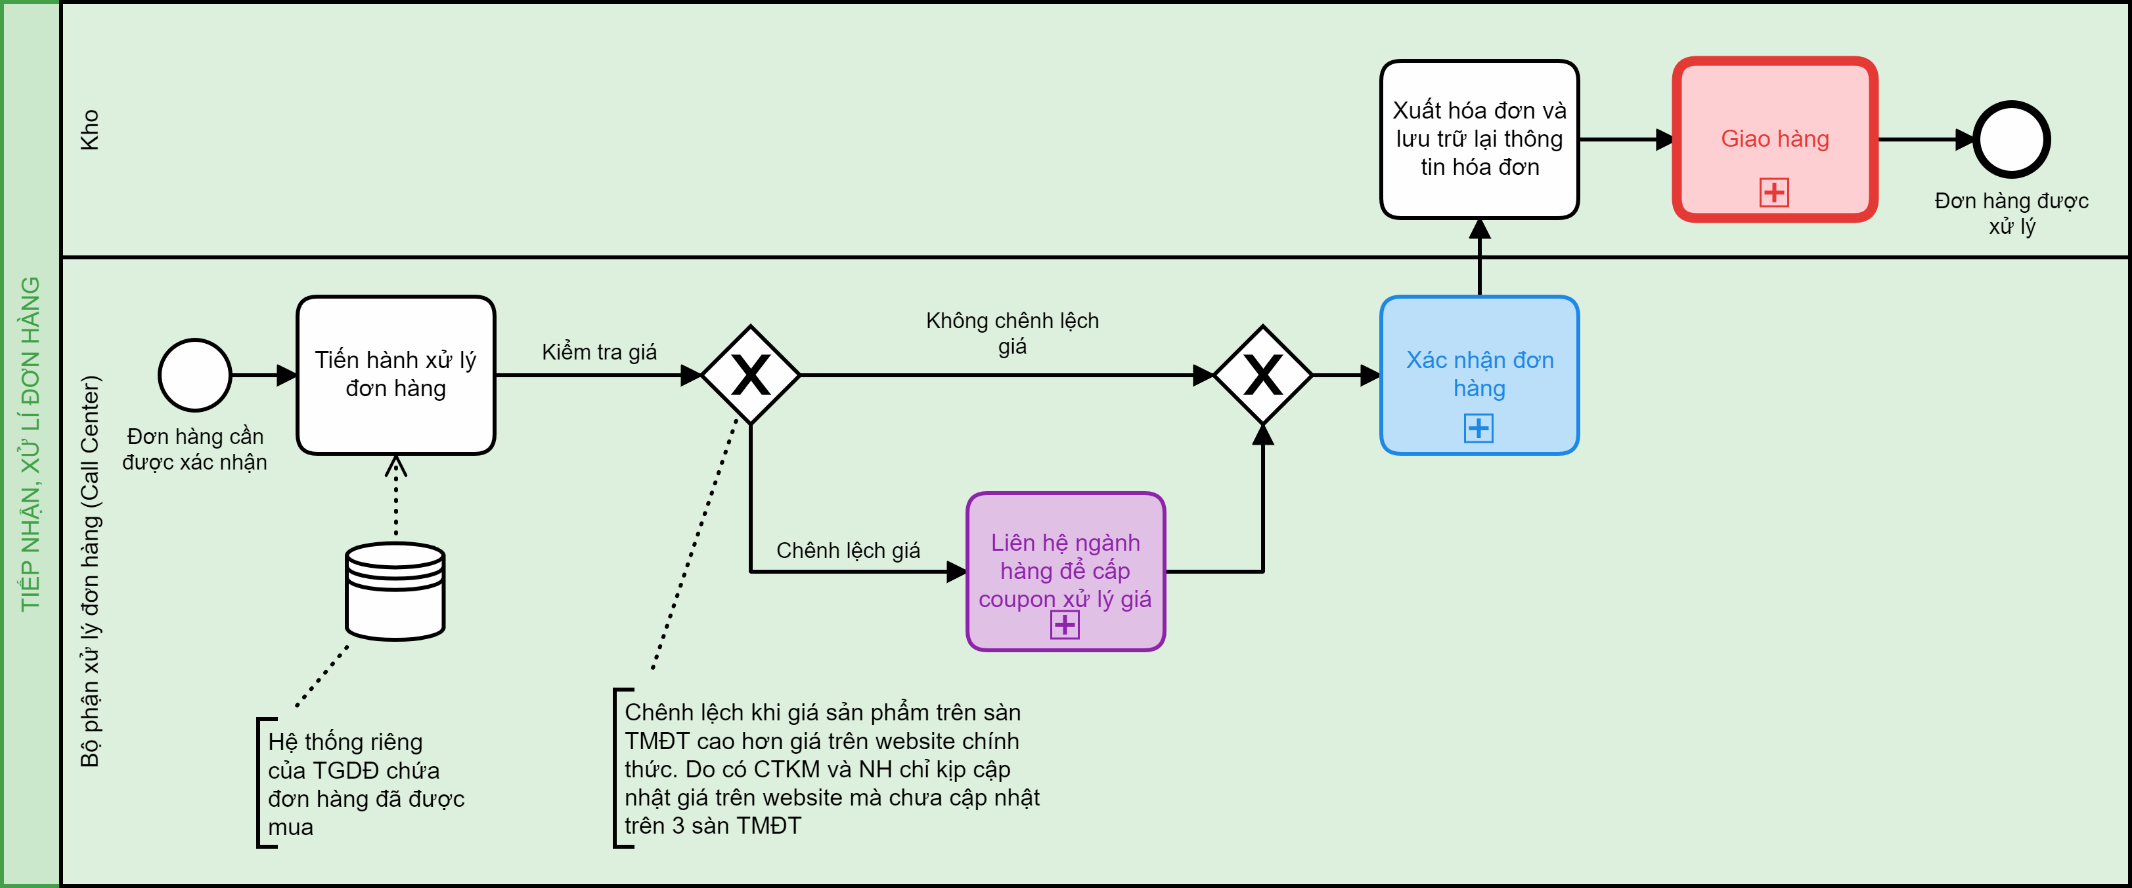 TIẾP NHẬN, XỬ LÍ ĐƠN HÀNG
Kho
Xuất hóa đơn và
lưu trữ lại thông
tin hóa đơn
Giao hàng
Đơn hàng được
xử lý
Bộ phận xử lý đơn hàng (Call Center)
Đơn hàng cần
được xác nhận
Tiến hành xử lý
đơn hàng
Kiểm tra giá
X
Không chênh lệch
giá
X
Xác nhận đơn
hàng
Chênh lệch giá
Liên hệ ngành
hàng để cấp
coupon xử lý giá
Hệ thống riêng
của TGDĐ chứa
đơn hàng đã được
mua
Chênh lệch khi giá sản phẩm trên sàn
TMĐT cao hơn giá trên website chính
thức. Do có CTKM và NH chỉ kịp cập
nhật giá trên website mà chưa cập nhật
trên 3 sàn TMĐT